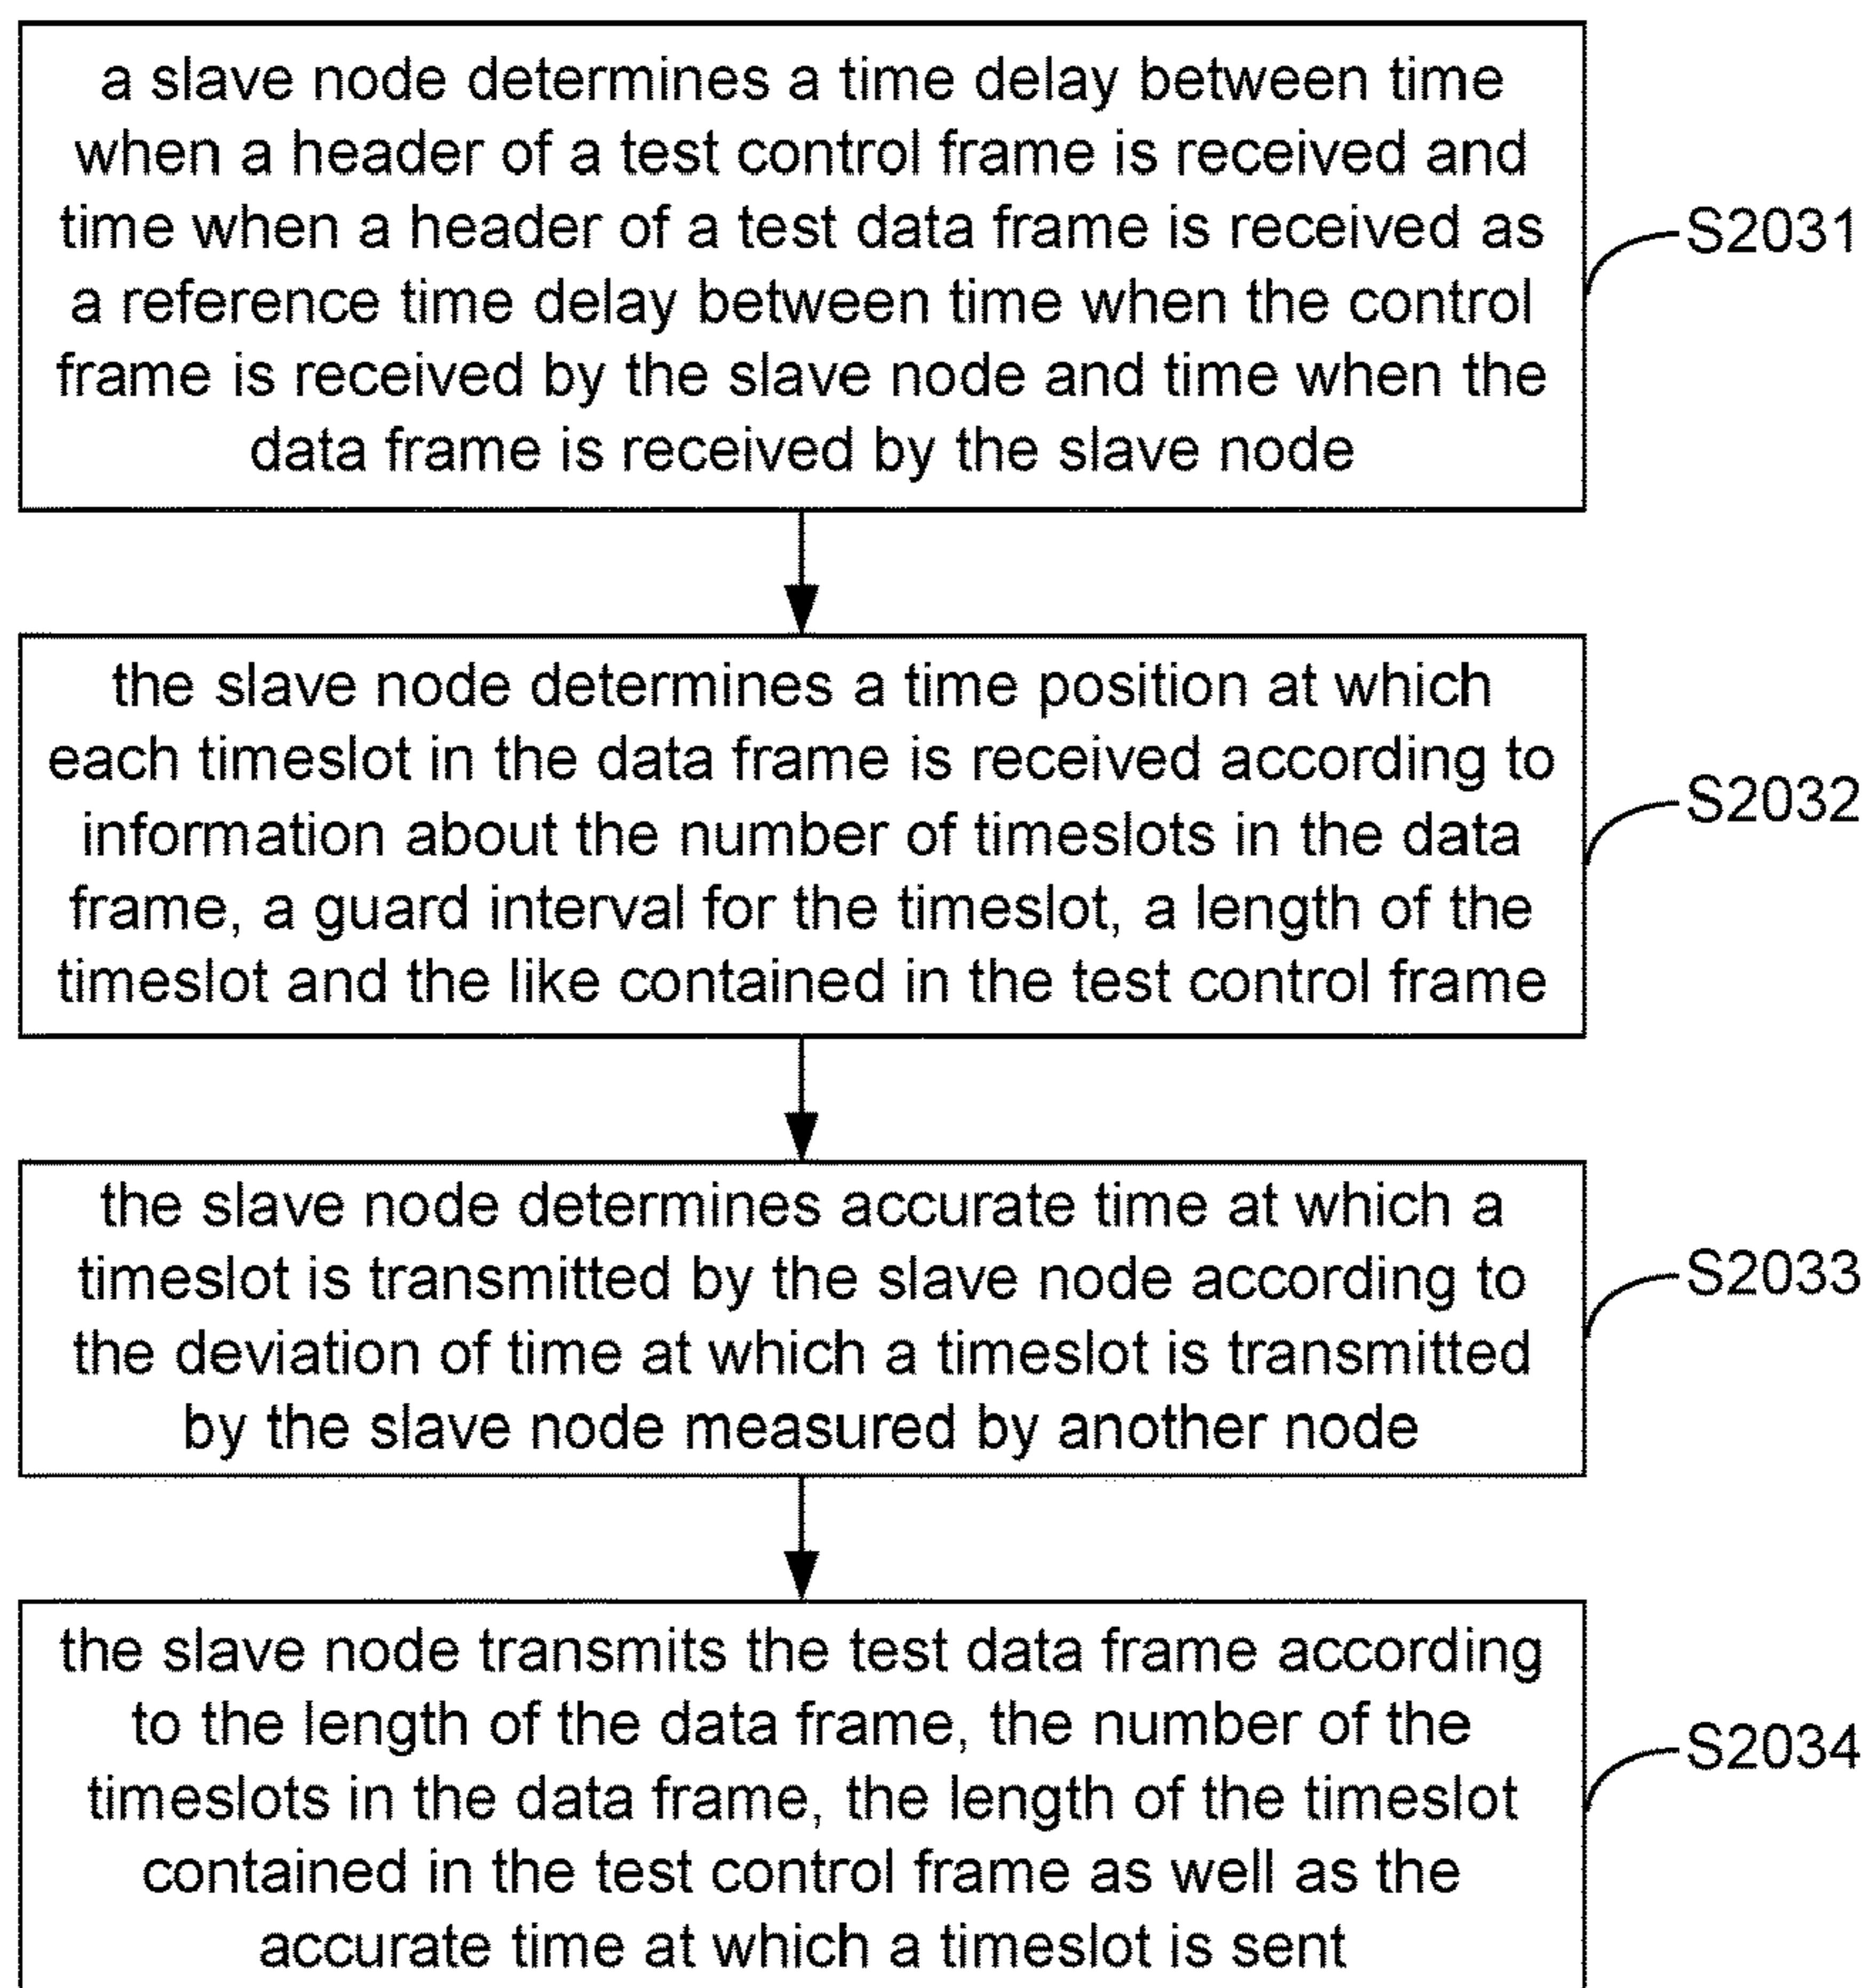 a slave node determines a time delay between time
when a header of a test control frame is received and
time when a header of a test data frame is received as
a reference time delay between time when the control
frame is received by the slave node and time when the
data frame is received by the slave node
S2031
the slave node determines a time position at which
each timeslot in the data frame is received according to
information about the number of timeslots in the data
frame, a guard interval for the timeslot, a length of the
timeslot and the like contained in the test control frame
S2032
the slave node determines accurate time at which a
timeslot is transmitted by the slave node according to
the deviation of time at which a timeslot is transmitted
by the slave node measured by another node
S2033
the slave node transmits the test data frame according
to the length of the data frame, the number of the
timeslots in the data frame, the length of the timeslot
contained in the test control frame as well as the
accurate time at which a timeslot is sent
S2034